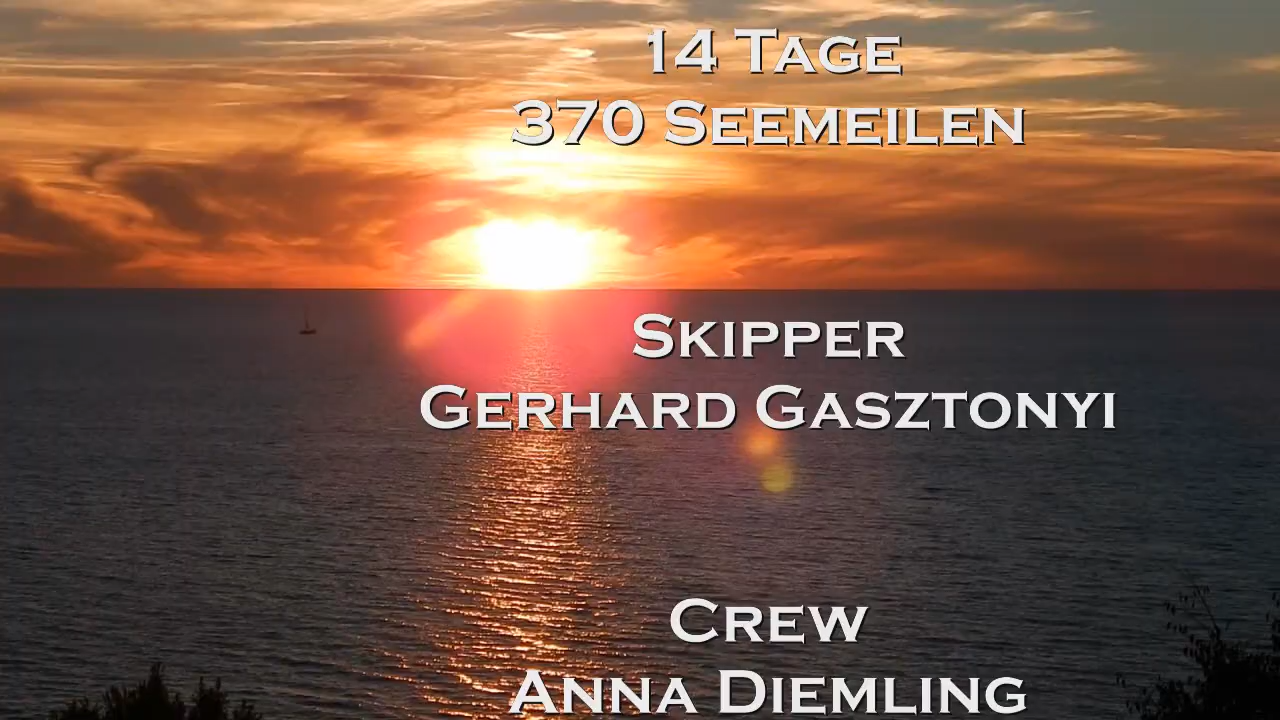 14 Tage
370 Seemeilen
Skipper
Gerhard Gasztonyi
Crew
Anna Diemling